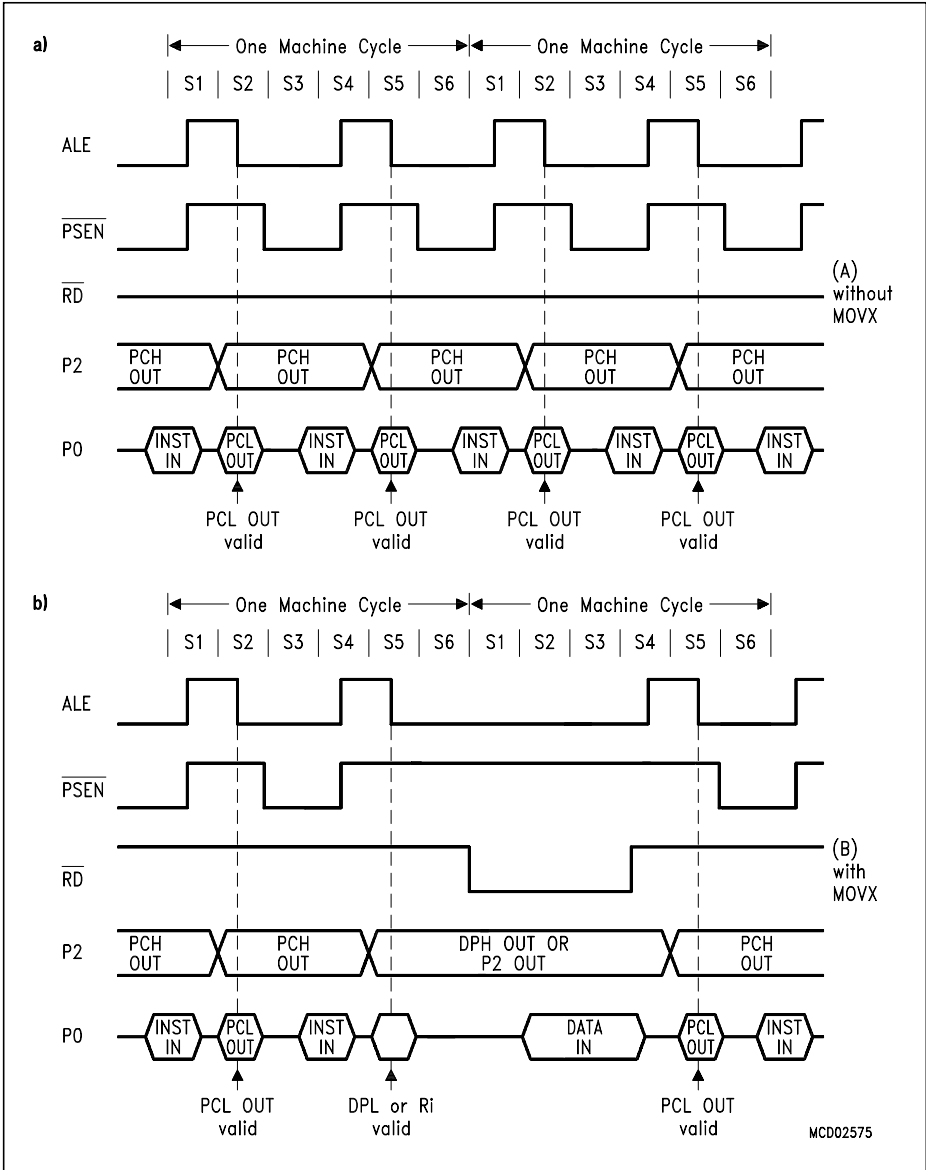 a)
One Machine Cycle One Machine Cycle
S1 S2 S3 S4 S5 S6 S1 S2 S3 S4 S5 S6
ALE
PSEN
RD
(A)
without
MOVX
P2
PCH OUT PCH OUT PCH OUT PCH OUT PCH OUT
P0
INST IN PCL OUT INST IN PCL OUT INST IN PCL OUT INST IN PCL OUT INST IN
PCL OUT valid PCL OUT valid PCL OUT valid PCL OUT valid
b)
One Machine Cycle One Machine Cycle
S1 S2 S3 S4 S5 S6 S1 S2 S3 S4 S5 S6
ALE
PSEN
RD
(B)
with
MOVX
P2
PCH OUT PCH OUT DPH OUT OR P2 OUT PCH OUT
P0
INST IN PCL OUT INST IN DATA IN PCL OUT INST IN
PCL OUT valid DPL or Ri valid PCL OUT valid
MCD02575